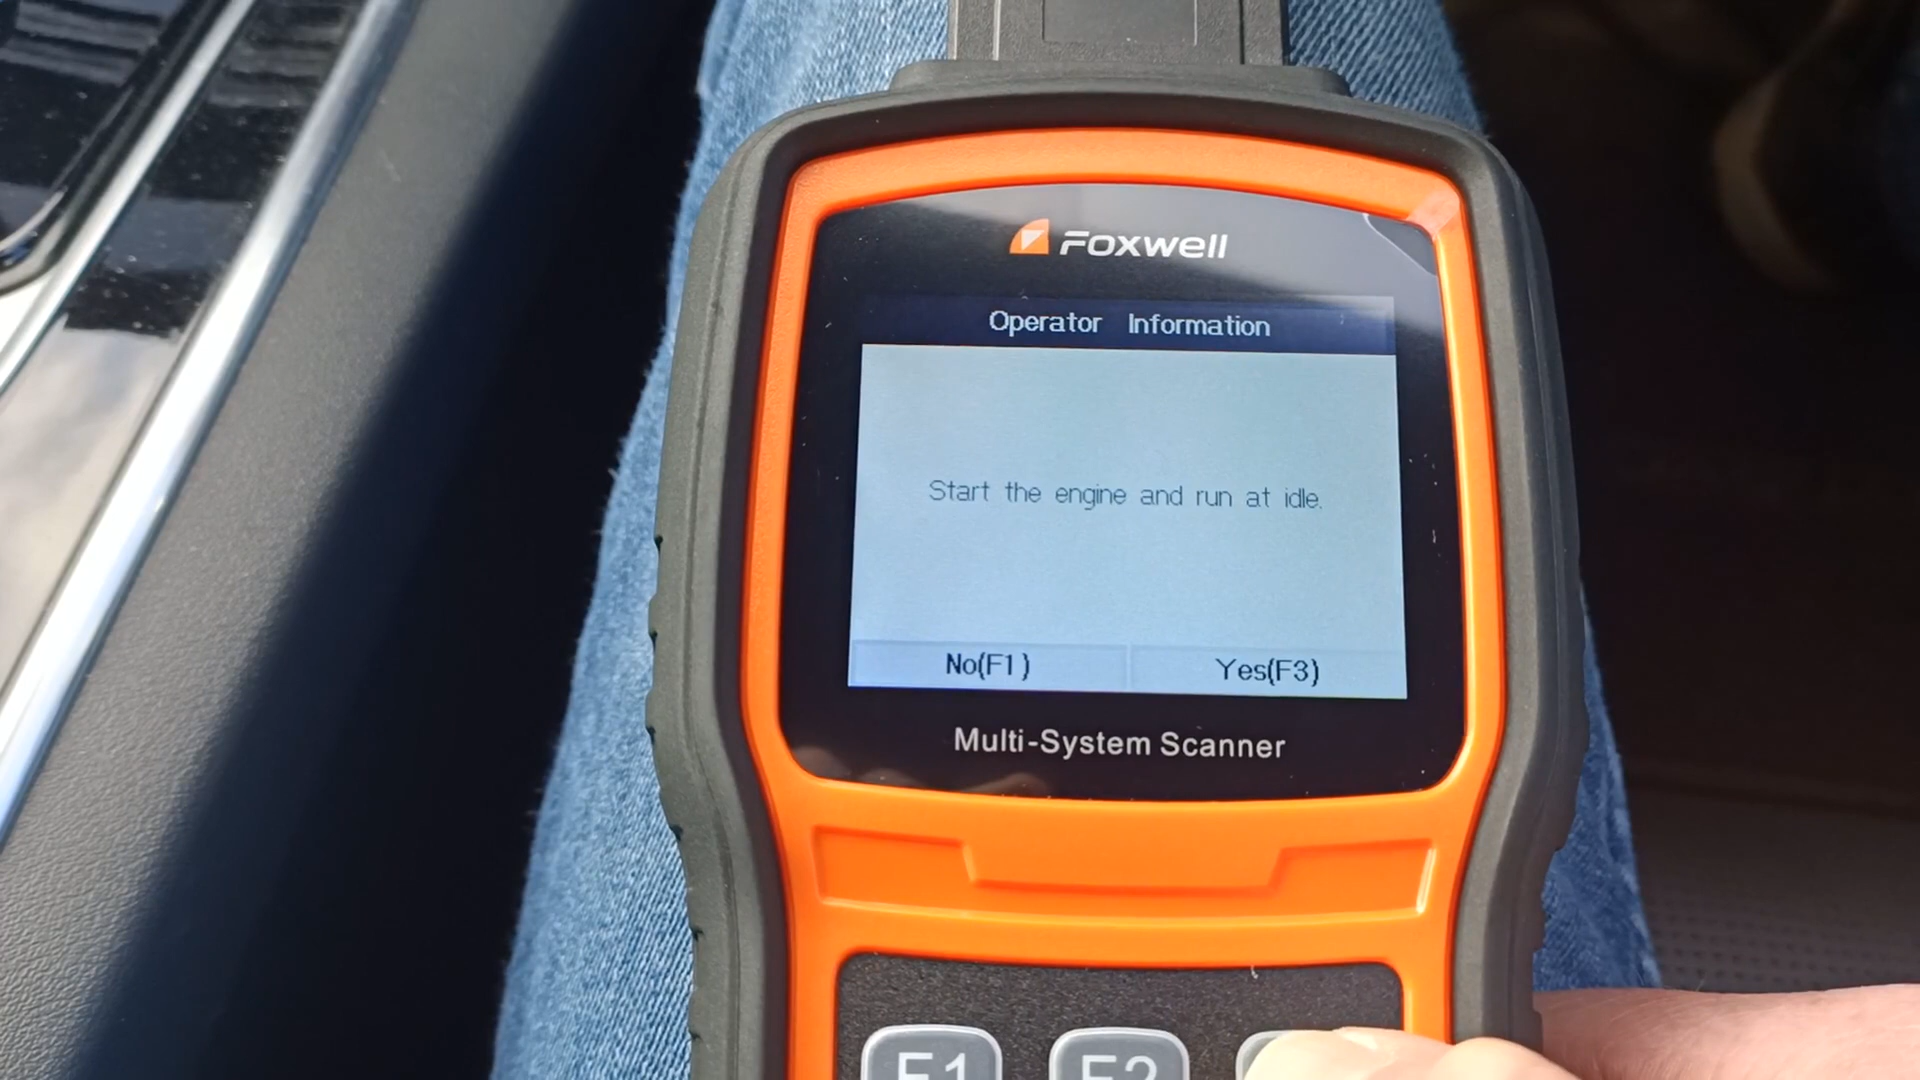 Foxwell
Operator Information
Start the engine and run at idle.
No(F1) Yes(F3)
Multi-System Scanner
F1 F2